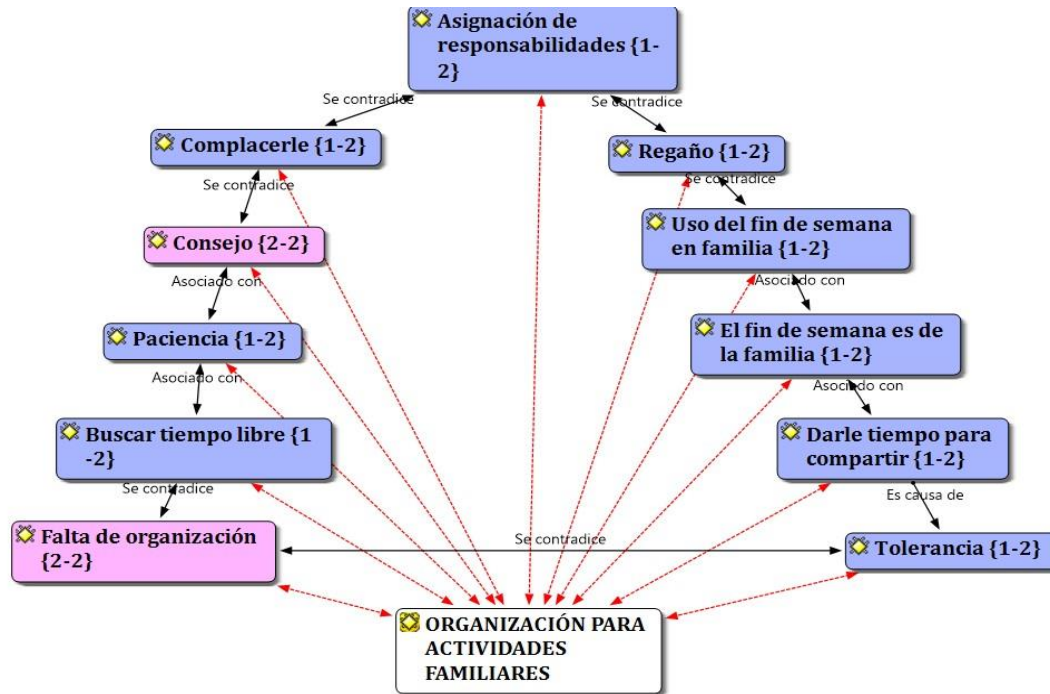 Asignación de
responsabilidades {1-
2}
Se contradice
Se contradice
Complacerle {1-2}
Regaño {1-2}
Se contradice
Se contradice
Consejo {2-2}
Uso del fin de semana
en familia {1-2}
Asociado con
Asociado con
Paciencia {1-2}
El fin de semana es de
la familia {1-2}
Asociado con
Asociado con
Buscar tiempo libre {1
-2}
Darle tiempo para
compartir {1-2}
Se contradice
Es causa de
Falta de organización
{2-2}
Se contradice
Tolerancia {1-2}
ORGANIZACIÓN PARA
ACTIVIDADES
FAMILIARES